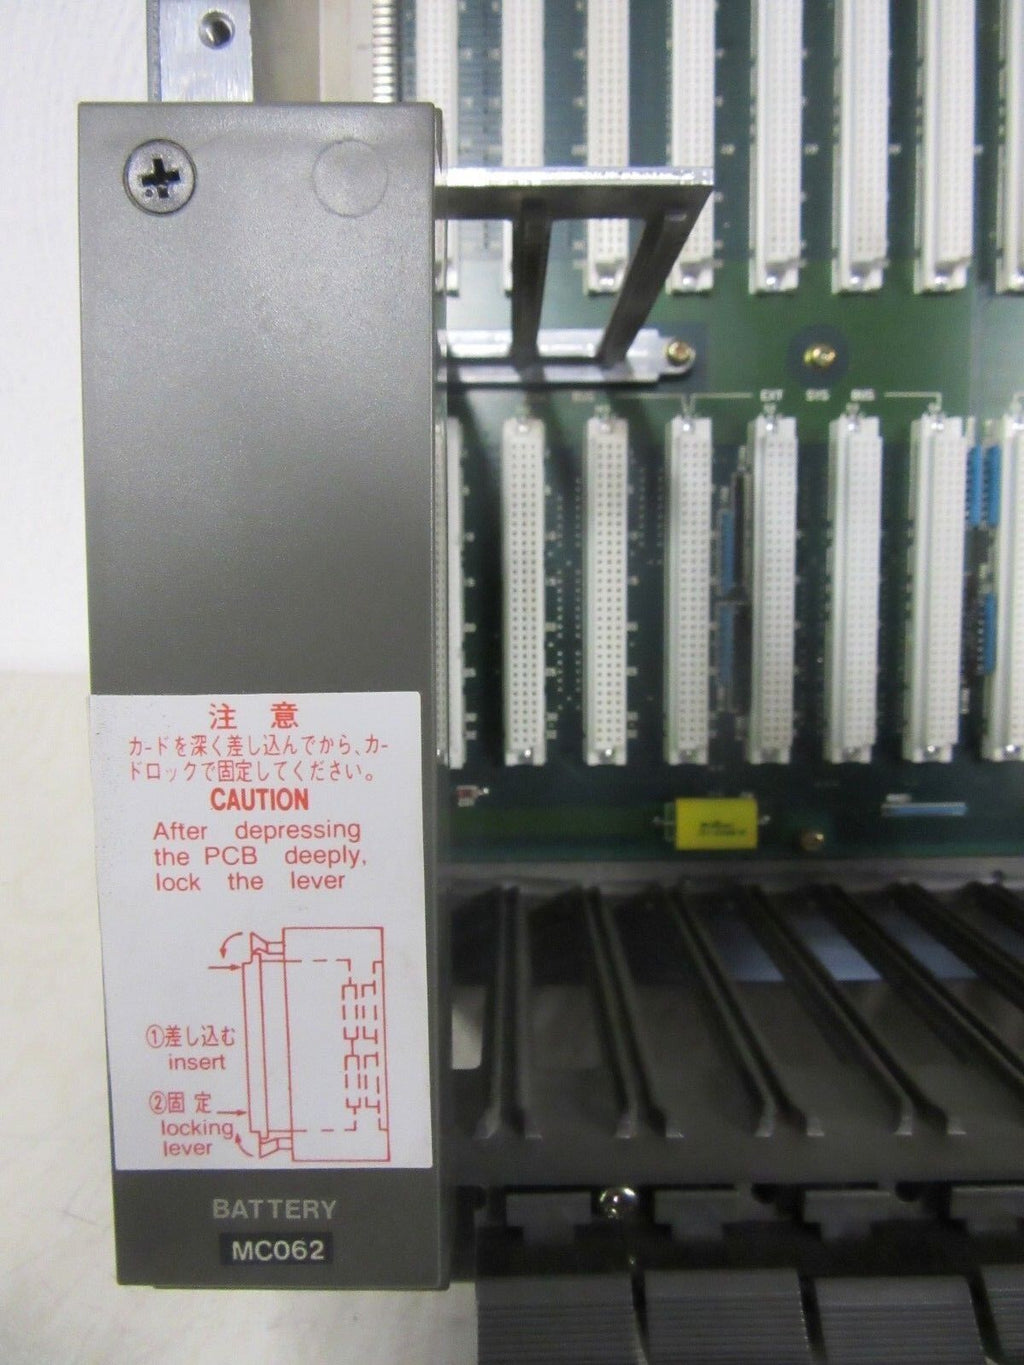 注 意
カードを深く差し込んでから、カー
ドロックで固定してください。
CAUTION
After depressing
the PCB deeply,
lock the lever
①差し込む
insert
②固 定
locking
lever
BATTERY
MC062
EXT SYS BUS